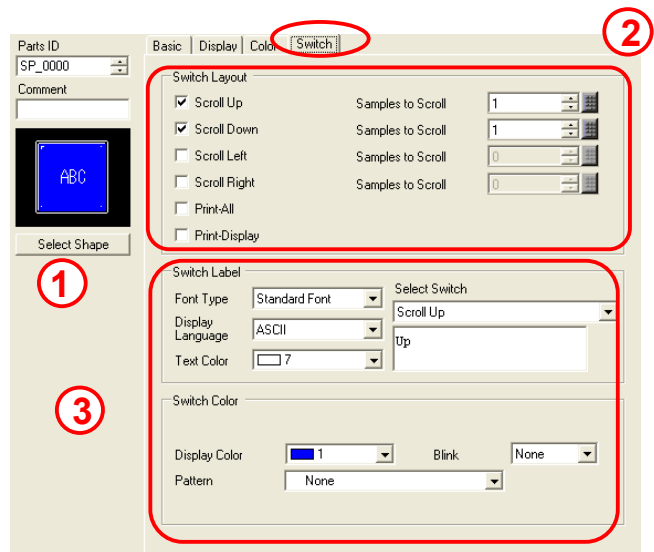 Parts ID
SP_0000
Comment
ABC
Select Shape
1
3
Basic Display Color Switch
2
Switch Layout
Scroll Up Samples to Scroll 1
Scroll Down Samples to Scroll 1
Scroll Left Samples to Scroll 0
Scroll Right Samples to Scroll 0
Print-All
Print-Display
Switch Label
Font Type Standard Font
Display Language ASCII
Text Color 7
Select Switch
Scroll Up
Up
Switch Color
Display Color 1 Blink None
Pattern None